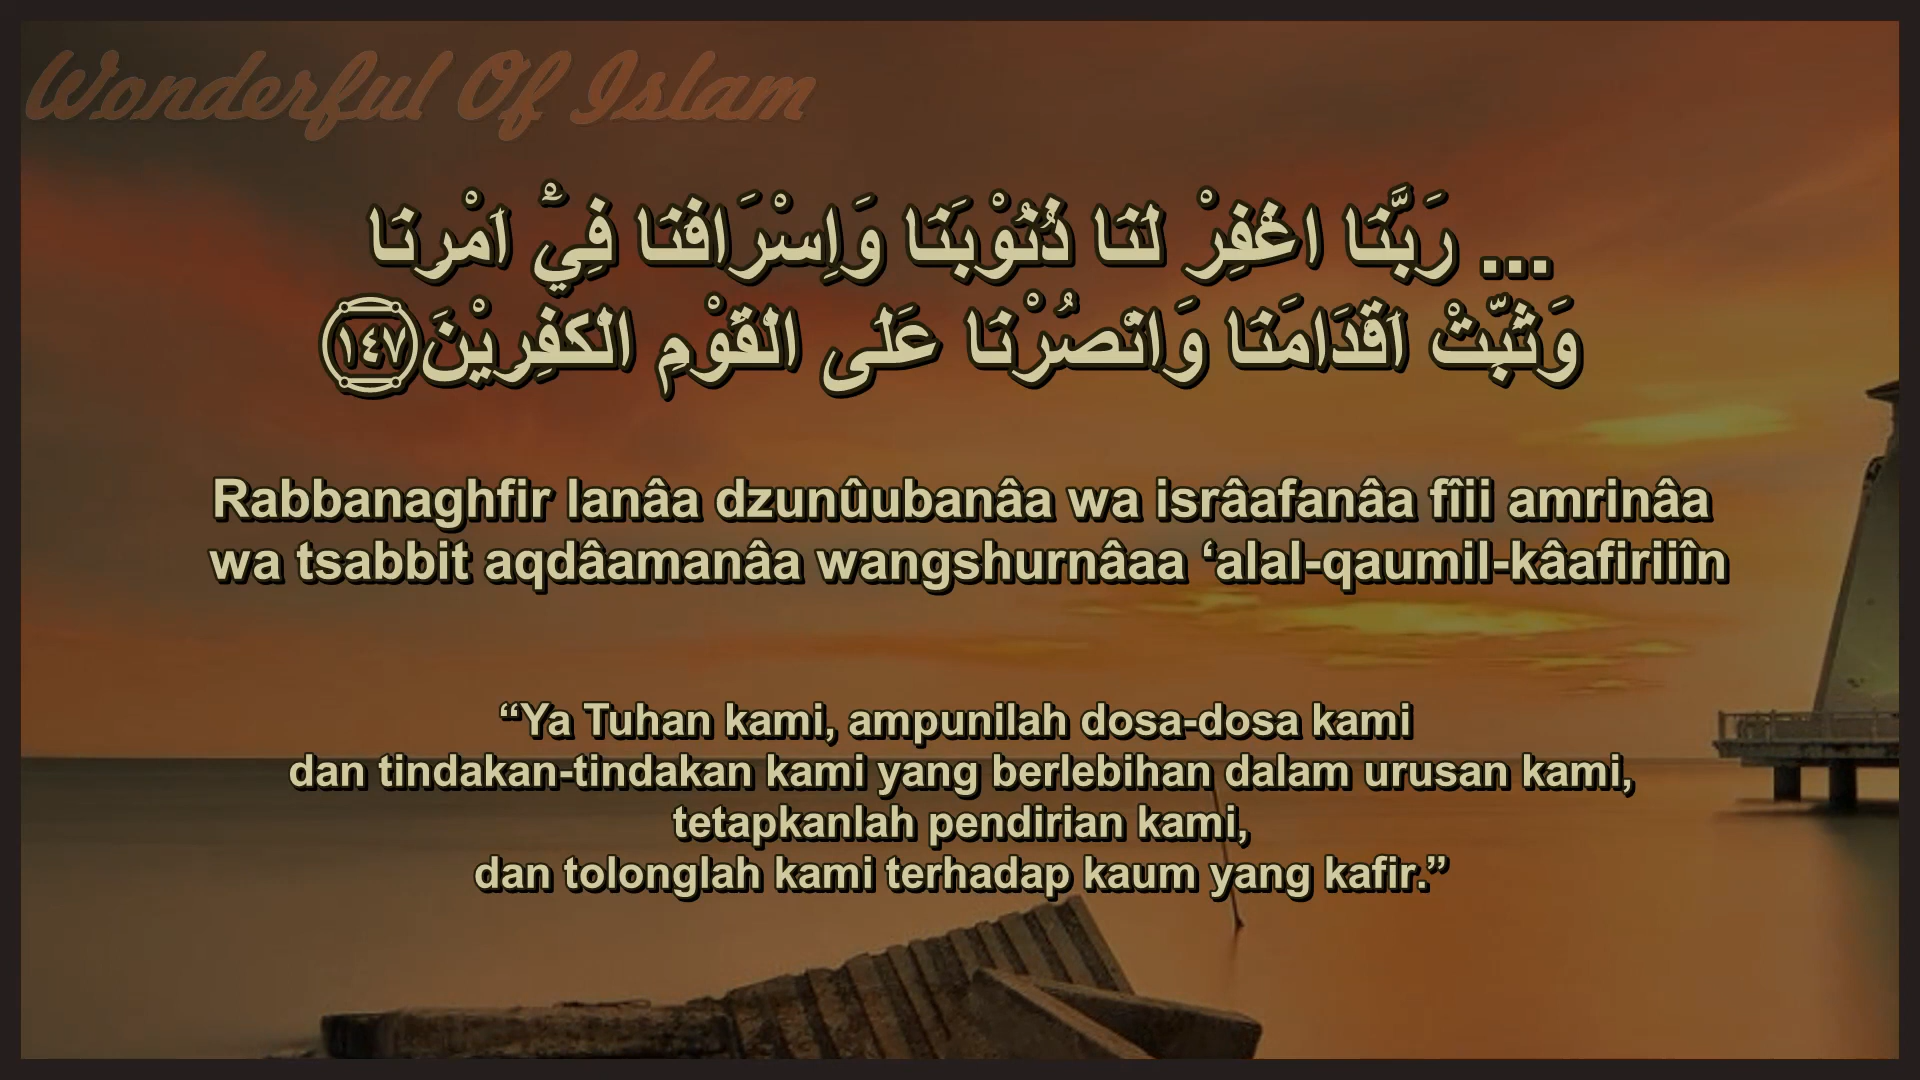 Wonderful Of Islam
... رَبَّنَا اغْفِرْ لَنَا ذُنُوْبَنَا وَاِسْرَافَنَا فِيْٓ اَمْرِنَا
وَثَبِّتْ اَقْدَامَنَا وَانْصُرْنَا عَلَى الْقَوْمِ الْكٰفِرِيْنَ ۝١٤٧
Rabbanaghfir lanâa dzunûubanâa wa isrâafanâa fîii amrinâa
wa tsabbit aqdâamanâa wangshurnâaa ‘alal-qaumil-kâafiriiîn
“Ya Tuhan kami, ampunilah dosa-dosa kami
dan tindakan-tindakan kami yang berlebihan dalam urusan kami,
tetapkanlah pendirian kami,
dan tolonglah kami terhadap kaum yang kafir.”